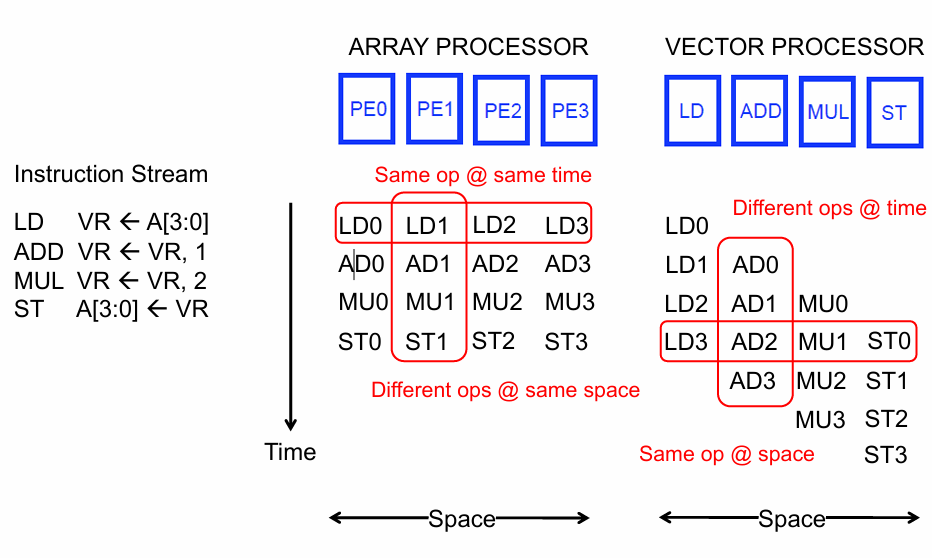 ARRAY PROCESSOR
VECTOR PROCESSOR
PE0 PE1 PE2 PE3
LD ADD MUL ST
Instruction Stream
LD VR ← A[3:0]
ADD VR ← VR, 1
MUL VR ← VR, 2
ST A[3:0] ← VR
Same op @ same time
LD0 LD1 LD2 LD3
AD0 AD1 AD2 AD3
MU0 MU1 MU2 MU3
ST0 ST1 ST2 ST3
Different ops @ same space
Different ops @ time
LD0
LD1 AD0
LD2 AD1 MU0
LD3 AD2 MU1 ST0
AD3 MU2 ST1
MU3 ST2
Same op @ space
ST3
Time
Space
Space